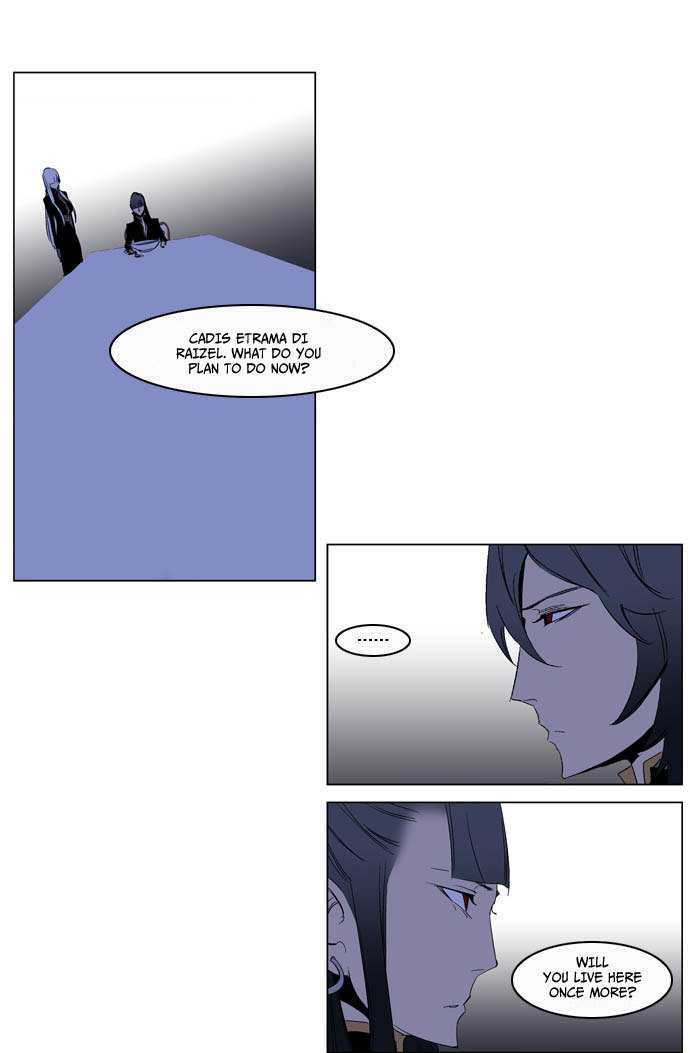 CADIS ETRAMA DI
RAIZEL. WHAT DO YOU
PLAN TO DO NOW?
------
WILL
YOU LIVE HERE
ONCE MORE?